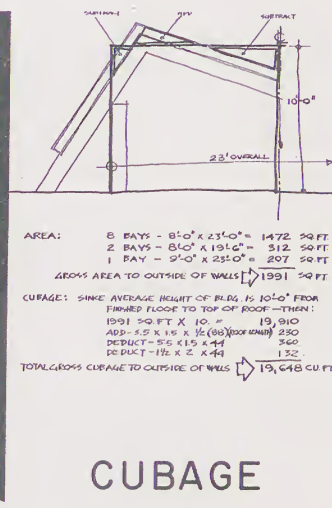 SUBTRACT ADD SUBTRACT
10'-0"
23' OVERALL
AREA: 8 BAYS - 8'-0" X 23'-0" = 1472 SQ.FT.
2 BAYS - 8'-0" X 19'-6" = 312 SQ.FT.
1 BAY - 9'-0" X 23'-0" = 207 SQ.FT.
GROSS AREA TO OUTSIDE OF WALLS 1991 SQ.FT.
CUBAGE: SINCE AVERAGE HEIGHT OF BLDG. IS 10'-0" FROM
FINISHED FLOOR TO TOP OF ROOF - THEN:
1991 SQ.FT X 10. = 19,910
ADD - 5.5 X 1.5 X ½ (88)(ROOF LENGTH) 230
DEDUCT - 5.5 X 1.5 X 44 360
DEDUCT - 1½ X 2 X 44 132.
TOTAL GROSS CUBAGE TO OUTSIDE OF WALLS 19,648 CU.FT.
CUBAGE